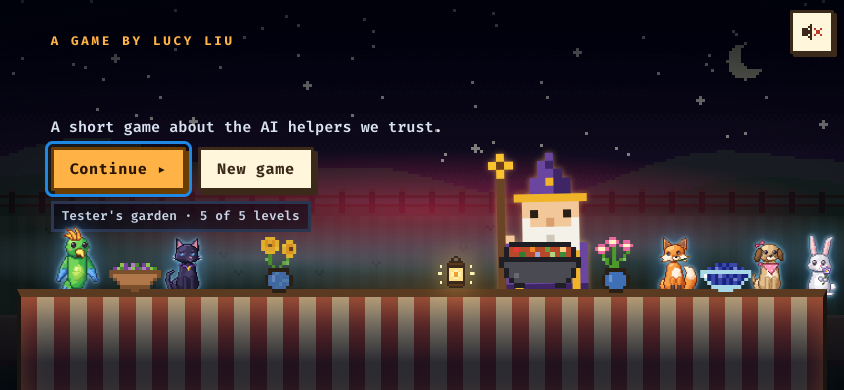 A GAME BY LUCY LIU
A short game about the AI helpers we trust.
Continue ▸
New game
Tester's garden · 5 of 5 levels